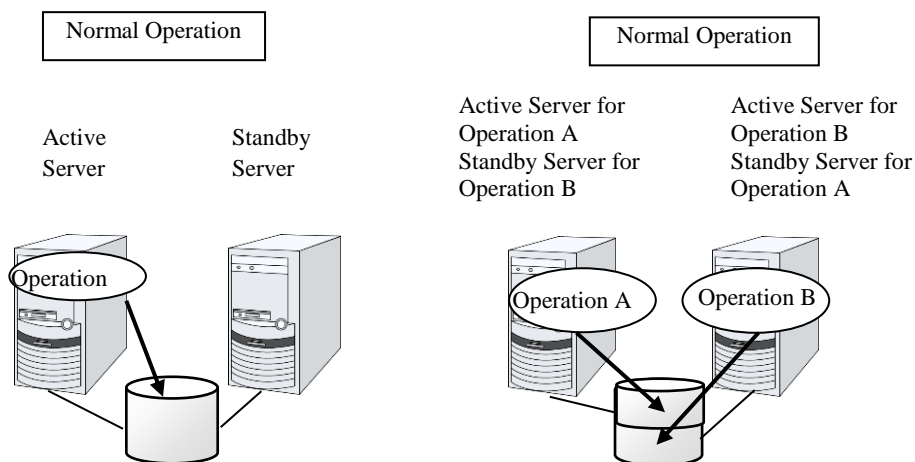 Normal Operation
Active
Server
Standby
Server
Operation
Normal Operation
Active Server for
Operation A
Standby Server for
Operation B
Active Server for
Operation B
Standby Server for
Operation A
Operation A
Operation B